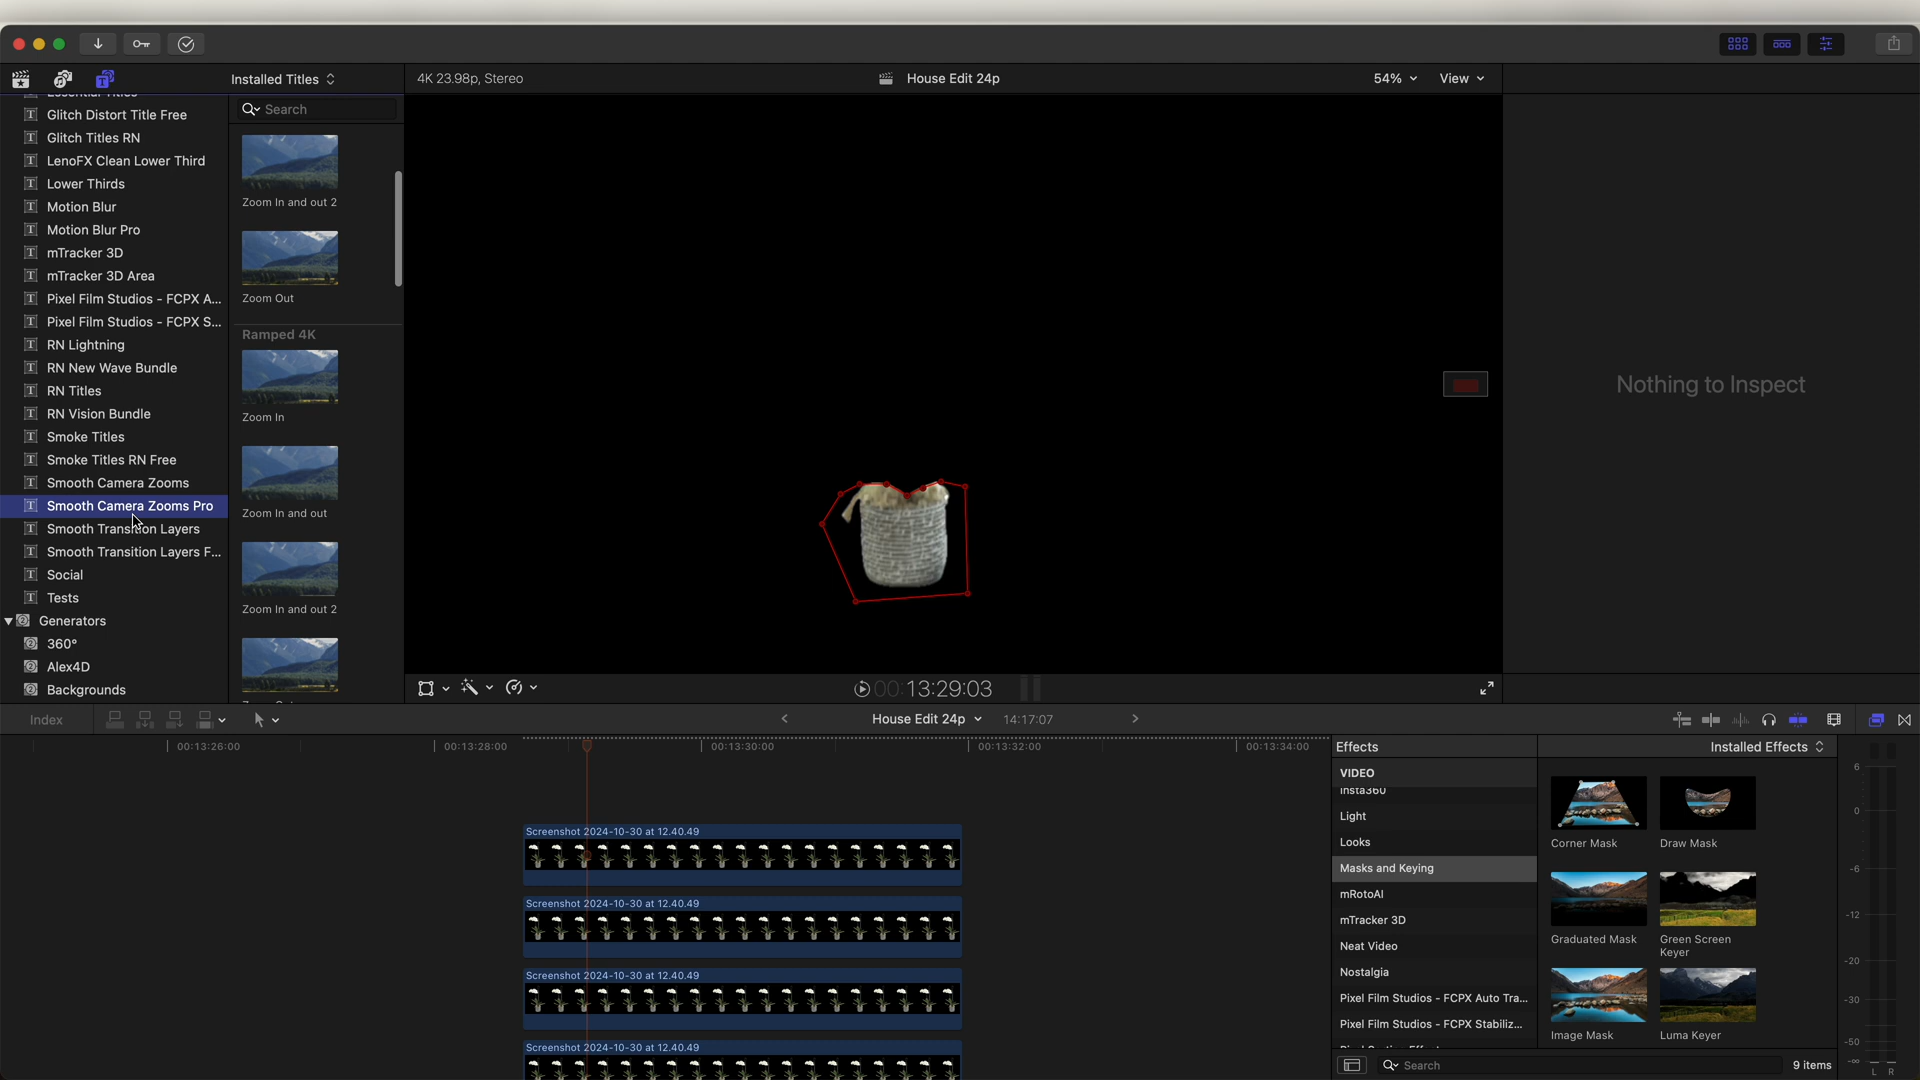 Installed Titles
4K 23.98p, Stereo
House Edit 24p
54%
View
Essential Titles
Glitch Distort Title Free
Glitch Titles RN
LenoFX Clean Lower Third
Lower Thirds
Motion Blur
Motion Blur Pro
mTracker 3D
mTracker 3D Area
Pixel Film Studios - FCPX A...
Pixel Film Studios - FCPX S...
RN Lightning
RN New Wave Bundle
RN Titles
RN Vision Bundle
Smoke Titles
Smoke Titles RN Free
Smooth Camera Zooms
Smooth Camera Zooms Pro
Smooth Transition Layers
Smooth Transition Layers F...
Social
Tests
Generators
360°
Alex4D
Backgrounds
Search
Zoom In and out 2
Zoom Out
Ramped 4K
Zoom In
Zoom In and out
Zoom In and out 2
Nothing to Inspect
00:13:29:03
Index
House Edit 24p
14:17:07
00:13:26:00
00:13:28:00
00:13:30:00
00:13:32:00
00:13:34:00
Screenshot 2024-10-30 at 12.40.49
Screenshot 2024-10-30 at 12.40.49
Screenshot 2024-10-30 at 12.40.49
Screenshot 2024-10-30 at 12.40.49
Effects
Installed Effects
VIDEO
Insta360
Light
Looks
Masks and Keying
mRotoAI
mTracker 3D
Neat Video
Nostalgia
Pixel Film Studios - FCPX Auto Tra...
Pixel Film Studios - FCPX Stabiliz...
Corner Mask
Draw Mask
Graduated Mask
Green Screen
Keyer
Image Mask
Luma Keyer
Search
9 items
6
0
-6
-12
-20
-30
-50
-∞
L R